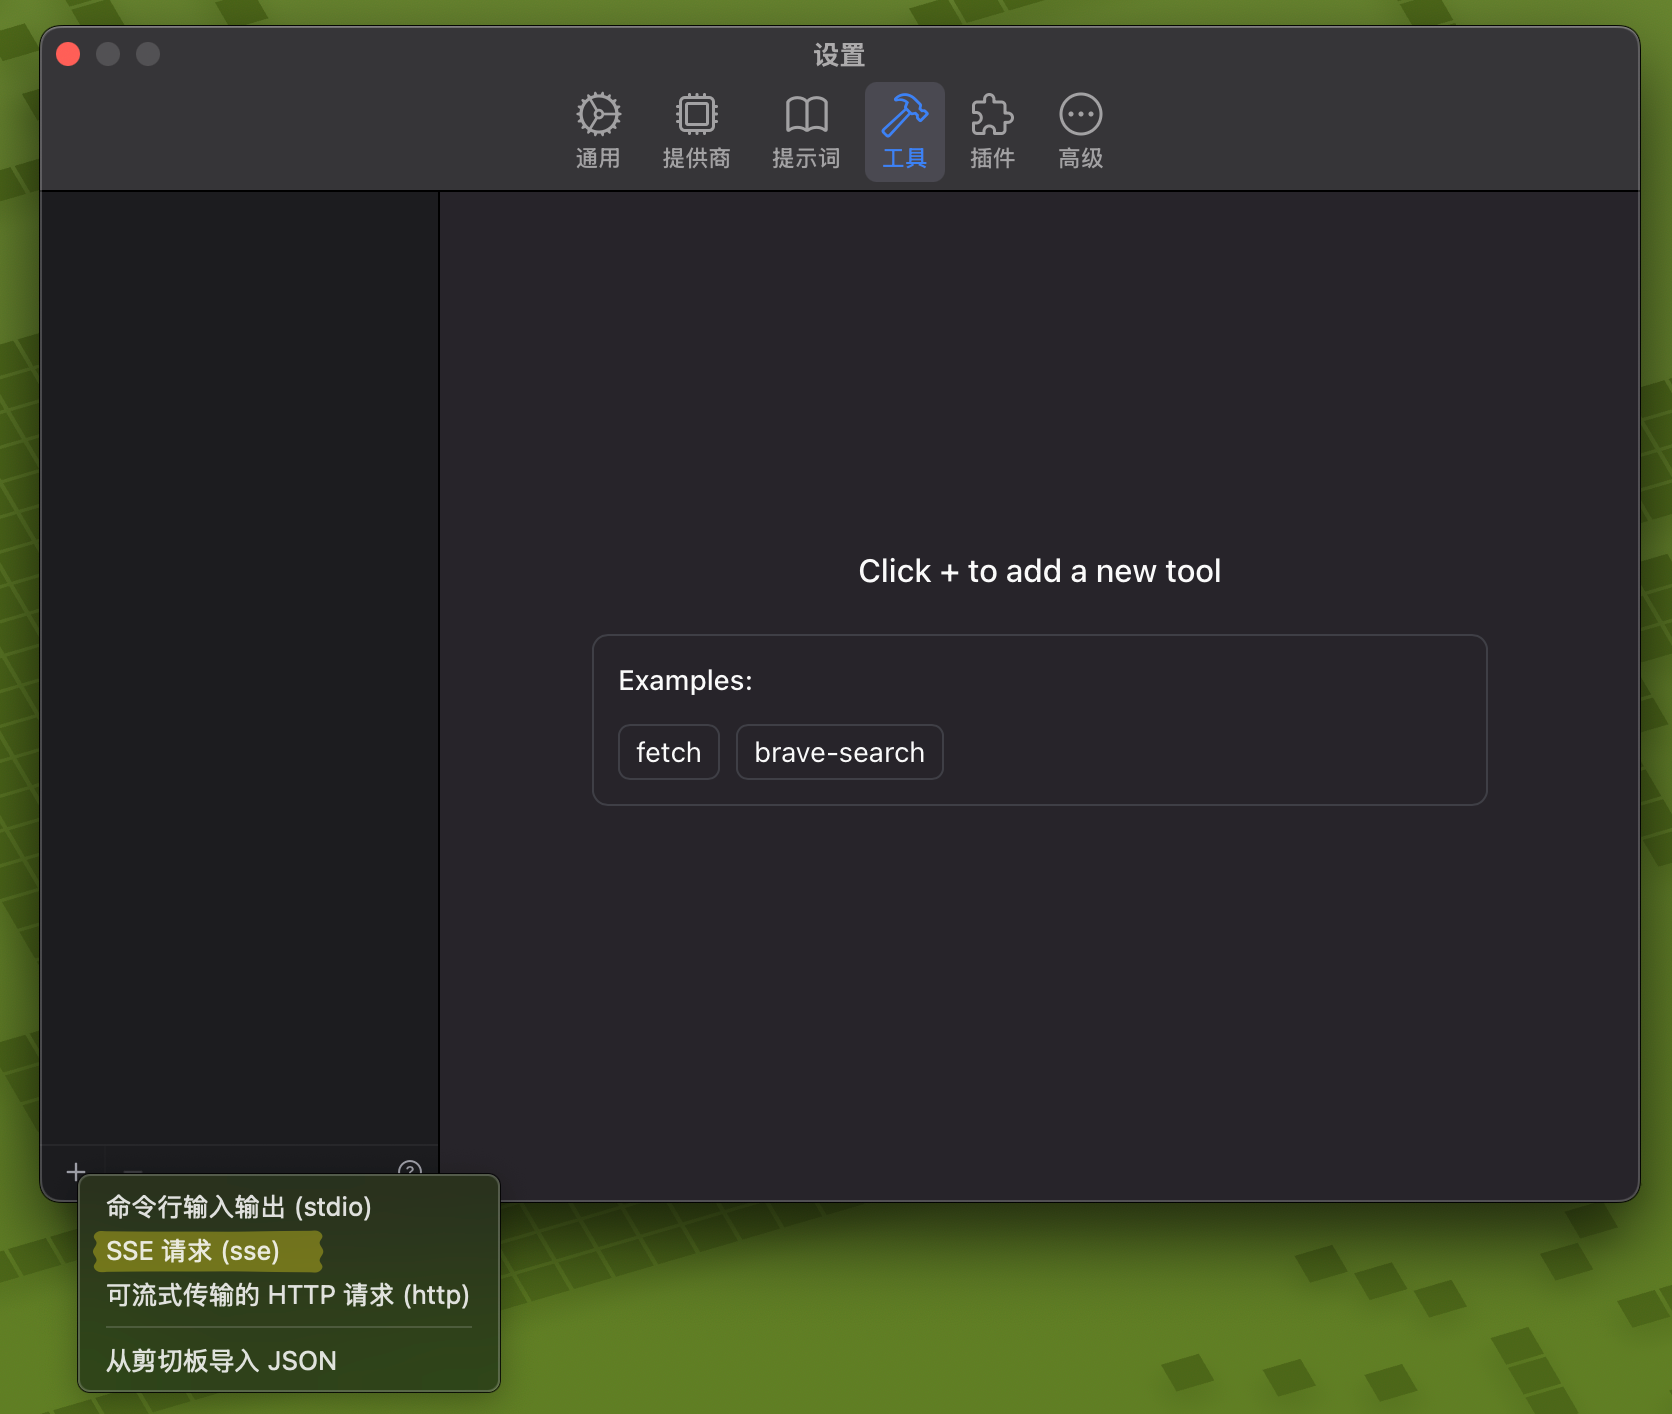 设置
通用
提供商
提示词
工具
插件
高级
Click + to add a new tool
Examples:
fetch
brave-search
命令行输入输出 (stdio)
SSE 请求 (sse)
可流式传输的 HTTP 请求 (http)
从剪切板导入 JSON